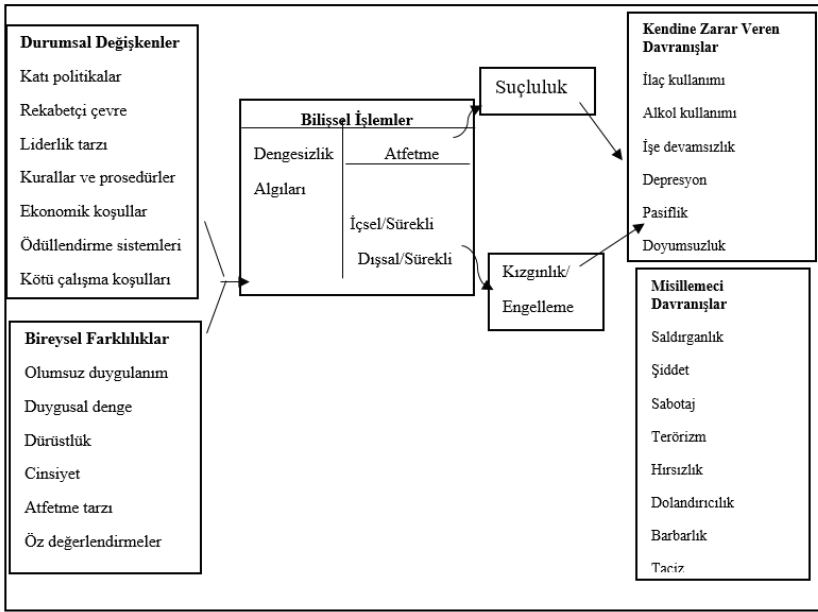 Durumsal Değişkenler
Katı politikalar
Rekabetçi çevre
Liderlik tarzı
Kurallar ve prosedürler
Ekonomik koşullar
Ödüllendirme sistemleri
Kötü çalışma koşulları
Bireysel Farklılıklar
Olumsuz duygulanım
Duygusal denge
Dürüstlük
Cinsiyet
Atfetme tarzı
Öz değerlendirmeler
Bilişsel İşlemler
Dengesizlik
Algıları
Atfetme
İçsel/Sürekli
Dışsal/Sürekli
Suçluluk
Kızgınlık/
Engelleme
Kendine Zarar Veren
Davranışlar
İlaç kullanımı
Alkol kullanımı
İşe devamsızlık
Depresyon
Pasiflik
Doyumsuzluk
Misillemeci
Davranışlar
Saldırganlık
Şiddet
Sabotaj
Terörizm
Hırsızlık
Dolandırıcılık
Barbarlık
Taciz